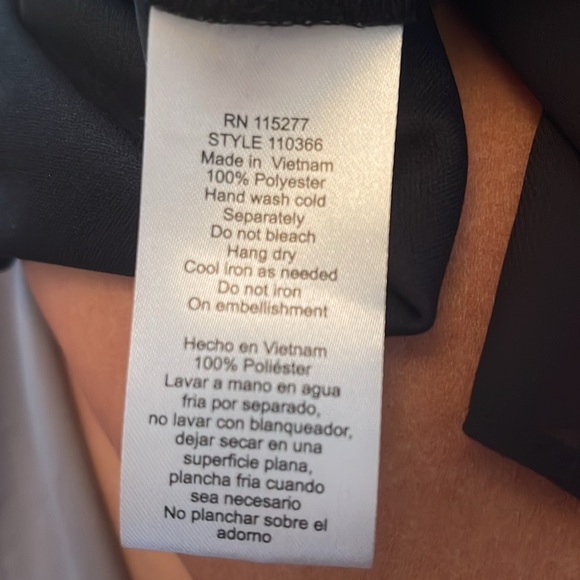 RN 115277
STYLE 110366
Made in Vietnam
100% Polyester
Hand wash cold
Separately
Do not bleach
Hang dry
Cool iron as needed
Do not iron
On embellishment
Hecho en Vietnam
100% Poliéster
Lavar a mano en agua
fria por separado,
no lavar con blanqueador,
dejar secar en una
superficie plana,
plancha fria cuando
sea necesario
No planchar sobre el
adorno